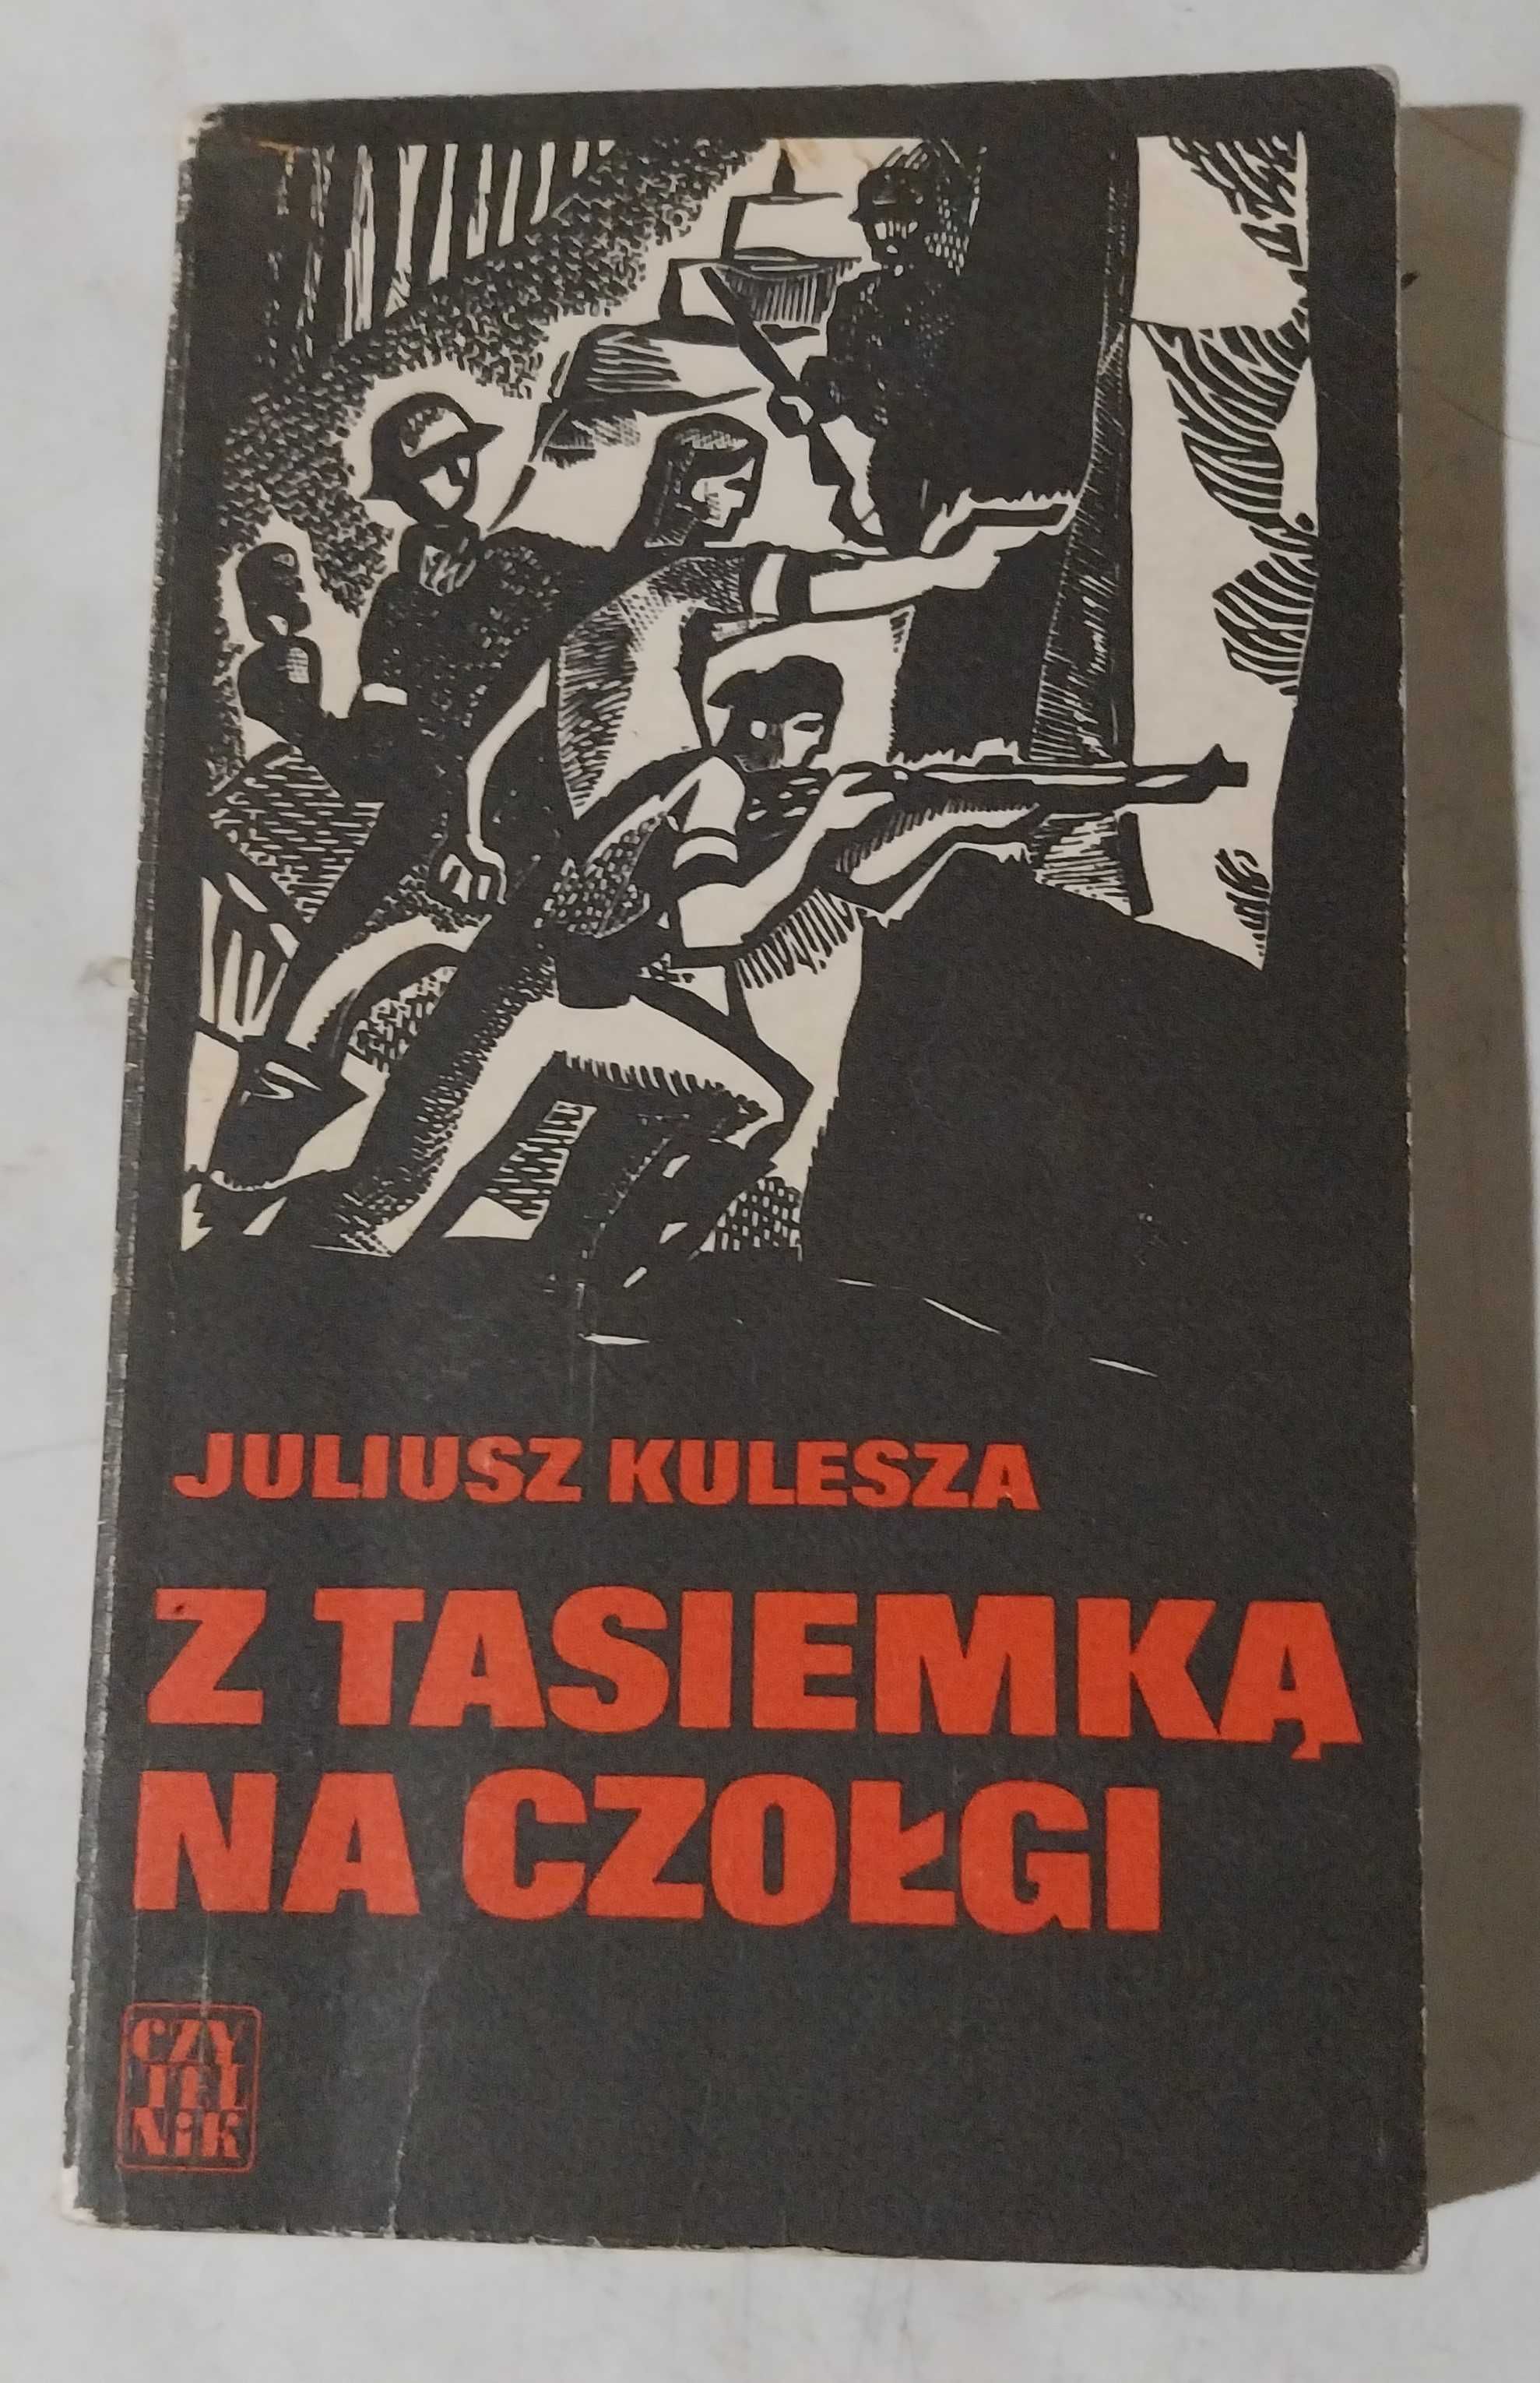 JULIUSZ KULESZA
Z TASIEMKĄ
NA CZOŁGI
CZY
TEL
NiK